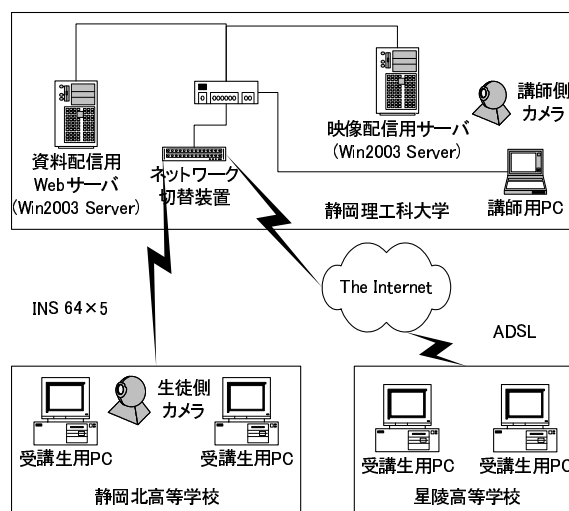 講師側
カメラ
映像配信用サーバ
(Win2003 Server)
資料配信用
Webサーバ
(Win2003 Server)
ネットワーク
切替装置
講師用PC
静岡理工科大学
The Internet
INS 64×5
ADSL
生徒側
カメラ
受講生用PC
受講生用PC
静岡北高等学校
受講生用PC
受講生用PC
星陵高等学校